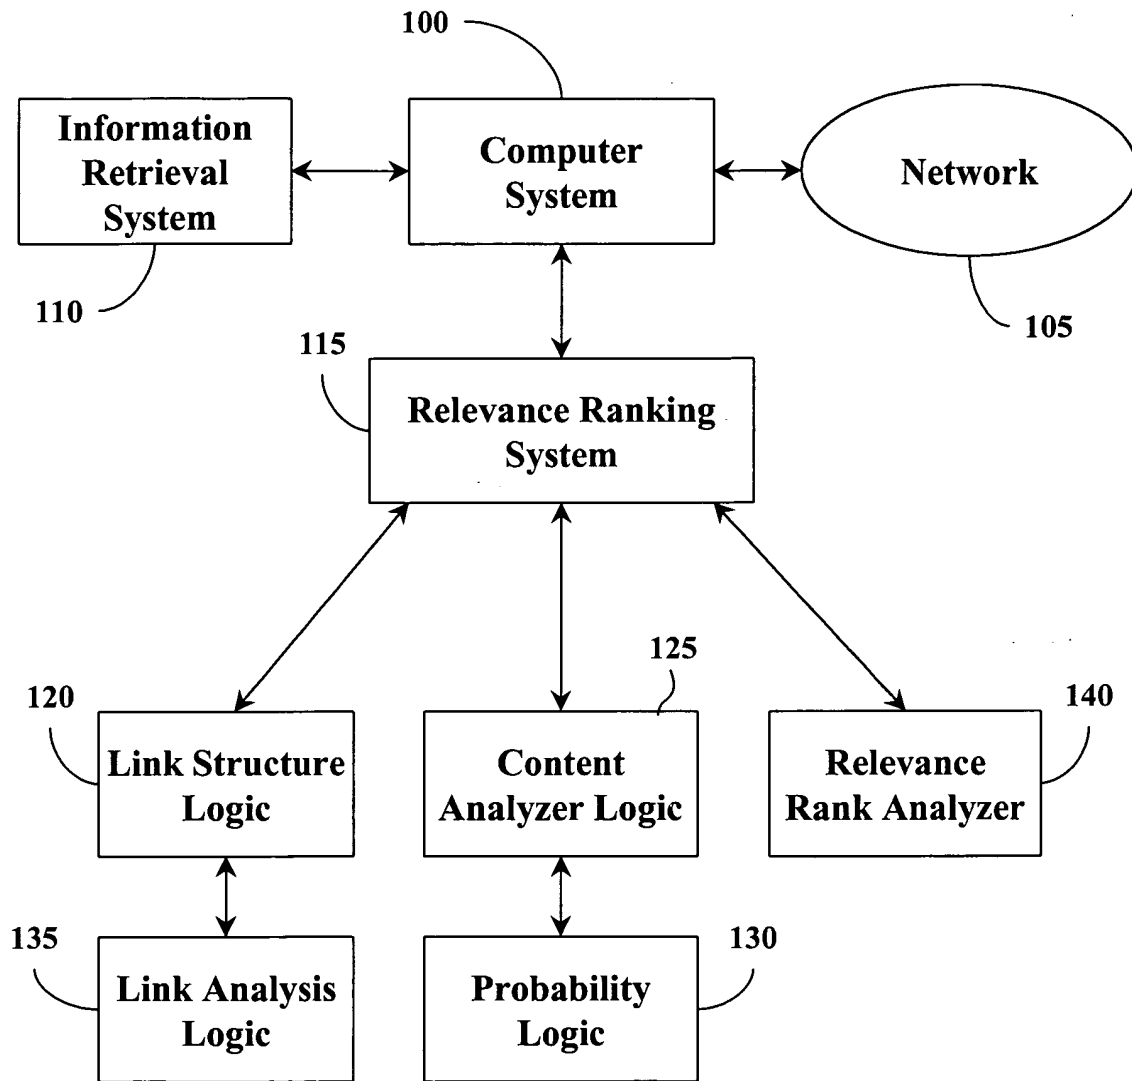 100
Information
Retrieval
System
Computer
System
Network
110
105
115
Relevance Ranking
System
125
120
140
Link Structure
Logic
Content
Analyzer Logic
Relevance
Rank Analyzer
135
130
Link Analysis
Logic
Probability
Logic